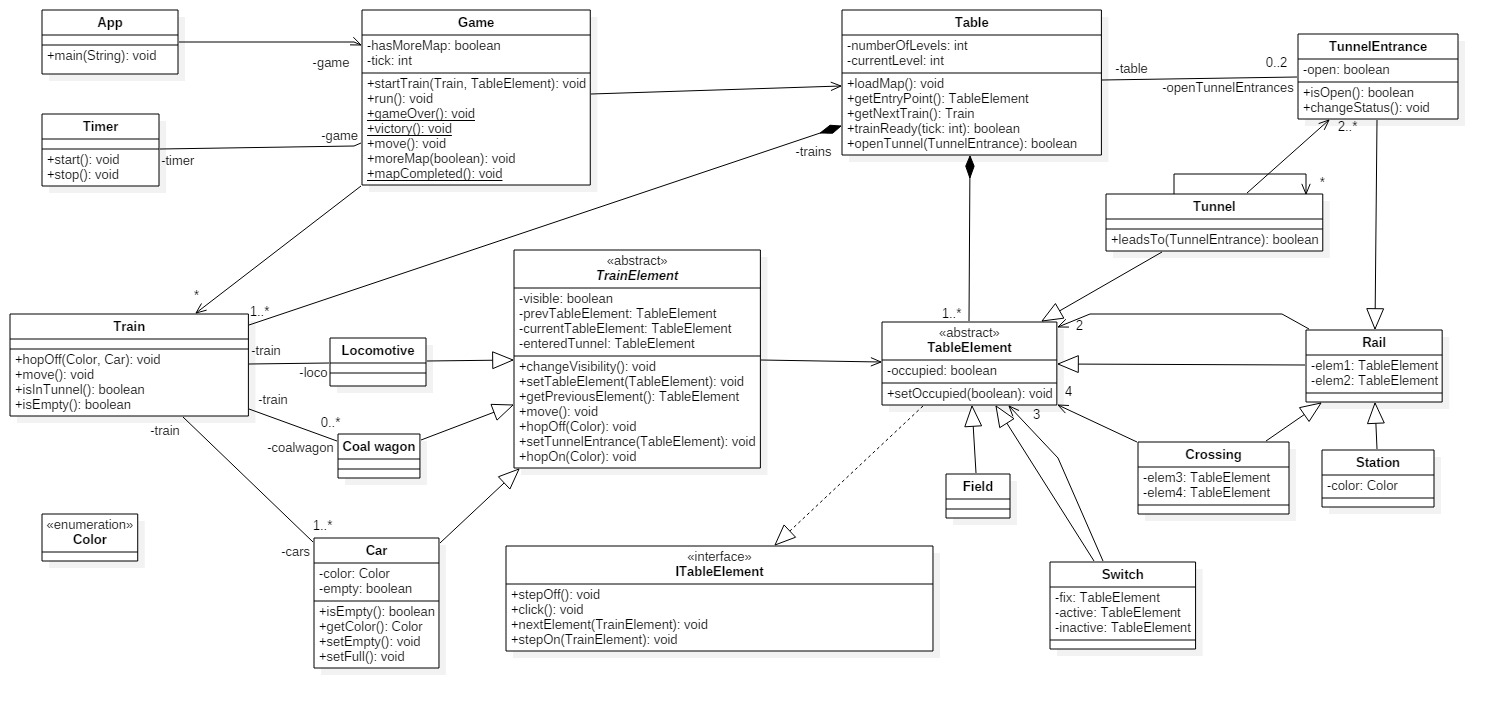 App
+main(String): void
-game
Game
-hasMoreMap: boolean
-tick: int
+startTrain(Train, TableElement): void
+run(): void
+gameOver(): void
+victory(): void
+move(): void
+moreMap(boolean): void
+mapCompleted(): void
Table
-numberOfLevels: int
-currentLevel: int
+loadMap(): void
+getEntryPoint(): TableElement
+getNextTrain(): Train
+trainReady(tick: int): boolean
+openTunnel(TunnelEntrance): boolean
-table
0..2
-openTunnelEntrances
TunnelEntrance
-open: boolean
+isOpen(): boolean
+changeStatus(): void
2..*
Timer
+start(): void
+stop(): void
-timer
-game
-trains
*
Tunnel
+leadsTo(TunnelEntrance): boolean
*
1..*
Train
+hopOff(Color, Car): void
+move(): void
+isInTunnel(): boolean
+isEmpty(): boolean
-train
-loco
Locomotive
-train
0..*
-coalwagon
Coal wagon
-train
1..*
-cars
«abstract»
TrainElement
-visible: boolean
-prevTableElement: TableElement
-currentTableElement: TableElement
-enteredTunnel: TableElement
+changeVisibility(): void
+setTableElement(TableElement): void
+getPreviousElement(): TableElement
+move(): void
+hopOff(Color): void
+setTunnelEntrance(TableElement): void
+hopOn(Color): void
1..*
«abstract»
TableElement
-occupied: boolean
+setOccupied(boolean): void
2
4
3
Rail
-elem1: TableElement
-elem2: TableElement
Crossing
-elem3: TableElement
-elem4: TableElement
Station
-color: Color
Field
«enumeration»
Color
Car
-color: Color
-empty: boolean
+isEmpty(): boolean
+getColor(): Color
+setEmpty(): void
+setFull(): void
«interface»
ITableElement
+stepOff(): void
+click(): void
+nextElement(TrainElement): void
+stepOn(TrainElement): void
Switch
-fix: TableElement
-active: TableElement
-inactive: TableElement